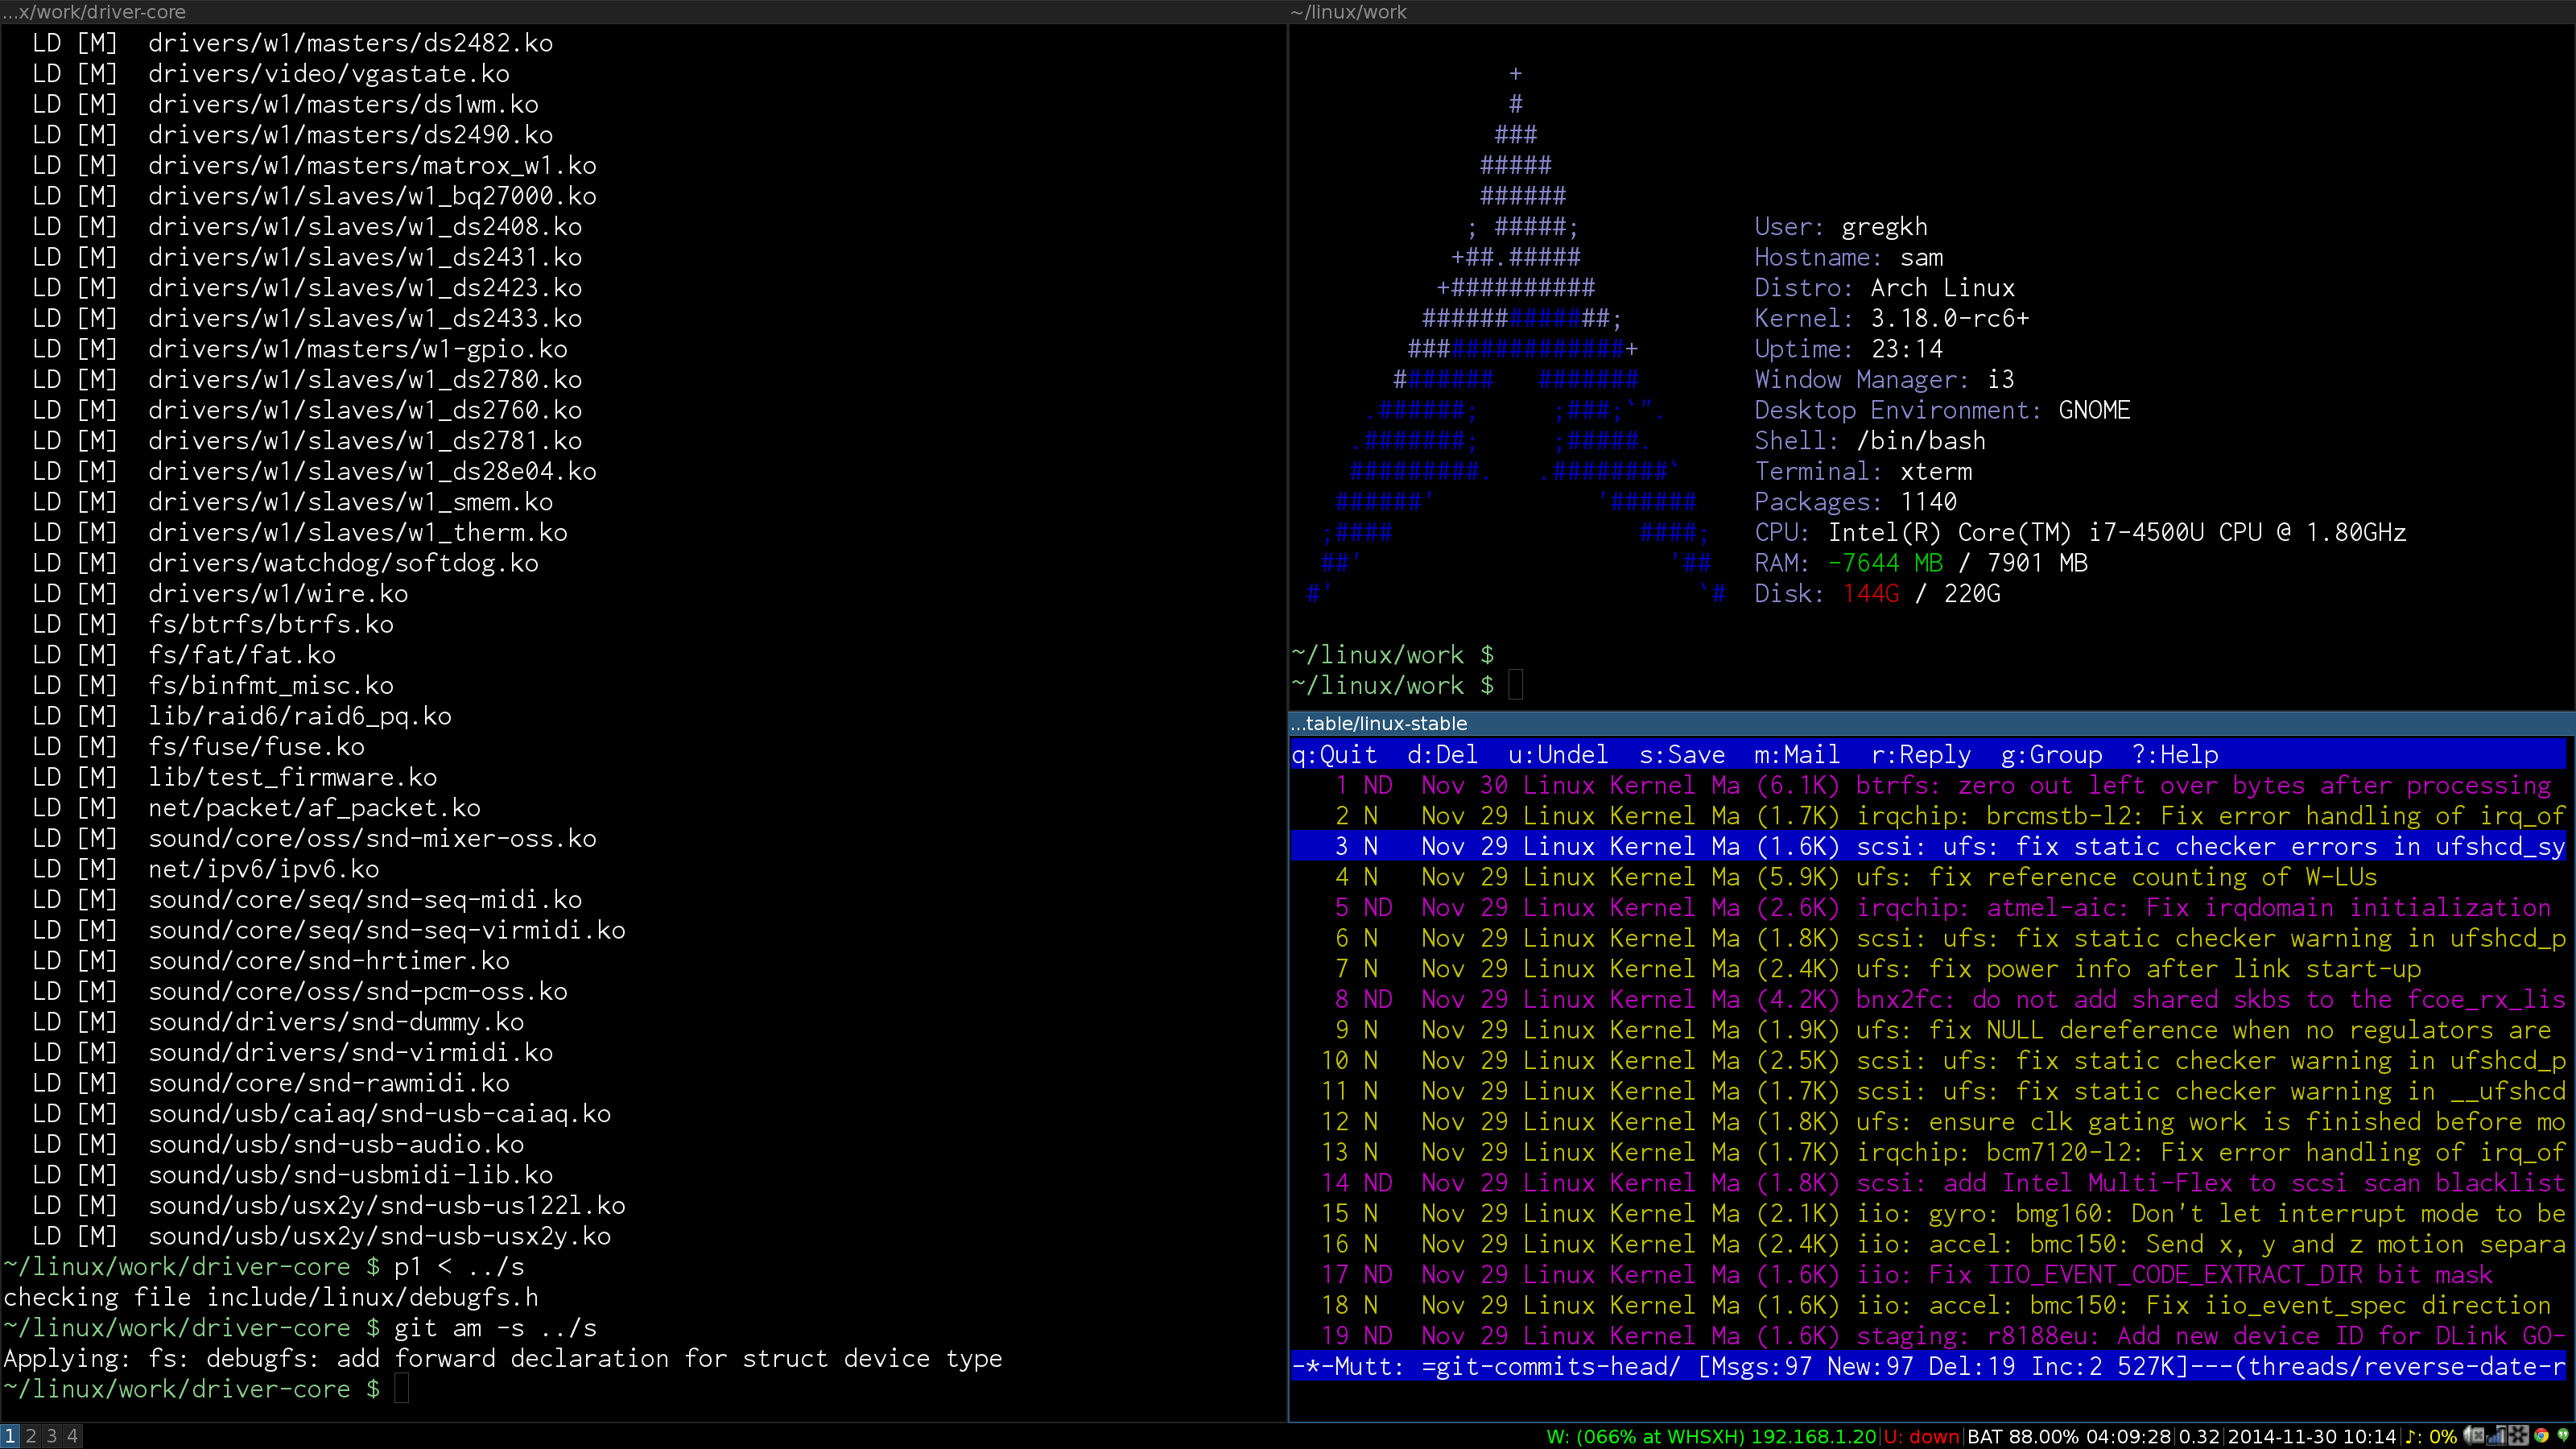 ...x/work/driver-core
LD [M] drivers/w1/masters/ds2482.ko
LD [M] drivers/video/vgastate.ko
LD [M] drivers/w1/masters/ds1wm.ko
LD [M] drivers/w1/masters/ds2490.ko
LD [M] drivers/w1/masters/matrox_w1.ko
LD [M] drivers/w1/slaves/w1_bq27000.ko
LD [M] drivers/w1/slaves/w1_ds2408.ko
LD [M] drivers/w1/slaves/w1_ds2431.ko
LD [M] drivers/w1/slaves/w1_ds2423.ko
LD [M] drivers/w1/slaves/w1_ds2433.ko
LD [M] drivers/w1/masters/w1-gpio.ko
LD [M] drivers/w1/slaves/w1_ds2780.ko
LD [M] drivers/w1/slaves/w1_ds2760.ko
LD [M] drivers/w1/slaves/w1_ds2781.ko
LD [M] drivers/w1/slaves/w1_ds28e04.ko
LD [M] drivers/w1/slaves/w1_smem.ko
LD [M] drivers/w1/slaves/w1_therm.ko
LD [M] drivers/watchdog/softdog.ko
LD [M] drivers/w1/wire.ko
LD [M] fs/btrfs/btrfs.ko
LD [M] fs/fat/fat.ko
LD [M] fs/binfmt_misc.ko
LD [M] lib/raid6/raid6_pq.ko
LD [M] fs/fuse/fuse.ko
LD [M] lib/test_firmware.ko
LD [M] net/packet/af_packet.ko
LD [M] sound/core/oss/snd-mixer-oss.ko
LD [M] net/ipv6/ipv6.ko
LD [M] sound/core/seq/snd-seq-midi.ko
LD [M] sound/core/seq/snd-seq-virmidi.ko
LD [M] sound/core/snd-hrtimer.ko
LD [M] sound/core/oss/snd-pcm-oss.ko
LD [M] sound/drivers/snd-dummy.ko
LD [M] sound/drivers/snd-virmidi.ko
LD [M] sound/core/snd-rawmidi.ko
LD [M] sound/usb/caiaq/snd-usb-caiaq.ko
LD [M] sound/usb/snd-usb-audio.ko
LD [M] sound/usb/snd-usbmidi-lib.ko
LD [M] sound/usb/usx2y/snd-usb-us122l.ko
LD [M] sound/usb/usx2y/snd-usb-usx2y.ko
~/linux/work/driver-core $ p1 < ../s
checking file include/linux/debugfs.h
~/linux/work/driver-core $ git am -s ../s
Applying: fs: debugfs: add forward declaration for struct device type
~/linux/work/driver-core $
~/linux/work
+
#
###
#####
######
; #####; User: gregkh
+##.##### Hostname: sam
+########## Distro: Arch Linux
#############; Kernel: 3.18.0-rc6+
###############+ Uptime: 23:14
####### ####### Window Manager: i3
.######; ;###;`". Desktop Environment: GNOME
.#######; ;#####. Shell: /bin/bash
#########. .########` Terminal: xterm
######' '###### Packages: 1140
;#### ####; CPU: Intel(R) Core(TM) i7-4500U CPU @ 1.80GHz
##' '## RAM: -7644 MB / 7901 MB
#' `# Disk: 144G / 220G
~/linux/work $
~/linux/work $
...table/linux-stable
q:Quit d:Del u:Undel s:Save m:Mail r:Reply g:Group ?:Help
1 ND Nov 30 Linux Kernel Ma (6.1K) btrfs: zero out left over bytes after processing
2 N Nov 29 Linux Kernel Ma (1.7K) irqchip: brcmstb-l2: Fix error handling of irq_of
3 N Nov 29 Linux Kernel Ma (1.6K) scsi: ufs: fix static checker errors in ufshcd_sy
4 N Nov 29 Linux Kernel Ma (5.9K) ufs: fix reference counting of W-LUs
5 ND Nov 29 Linux Kernel Ma (2.6K) irqchip: atmel-aic: Fix irqdomain initialization
6 N Nov 29 Linux Kernel Ma (1.8K) scsi: ufs: fix static checker warning in ufshcd_p
7 N Nov 29 Linux Kernel Ma (2.4K) ufs: fix power info after link start-up
8 ND Nov 29 Linux Kernel Ma (4.2K) bnx2fc: do not add shared skbs to the fcoe_rx_lis
9 N Nov 29 Linux Kernel Ma (1.9K) ufs: fix NULL dereference when no regulators are
10 N Nov 29 Linux Kernel Ma (2.5K) scsi: ufs: fix static checker warning in ufshcd_p
11 N Nov 29 Linux Kernel Ma (1.7K) scsi: ufs: fix static checker warning in __ufshcd
12 N Nov 29 Linux Kernel Ma (1.8K) ufs: ensure clk gating work is finished before mo
13 N Nov 29 Linux Kernel Ma (1.7K) irqchip: bcm7120-l2: Fix error handling of irq_of
14 ND Nov 29 Linux Kernel Ma (1.8K) scsi: add Intel Multi-Flex to scsi scan blacklist
15 N Nov 29 Linux Kernel Ma (2.1K) iio: gyro: bmg160: Don't let interrupt mode to be
16 N Nov 29 Linux Kernel Ma (2.4K) iio: accel: bmc150: Send x, y and z motion separa
17 ND Nov 29 Linux Kernel Ma (1.6K) iio: Fix IIO_EVENT_CODE_EXTRACT_DIR bit mask
18 N Nov 29 Linux Kernel Ma (1.6K) iio: accel: bmc150: Fix iio_event_spec direction
19 ND Nov 29 Linux Kernel Ma (1.6K) staging: r8188eu: Add new device ID for DLink GO-
-*-Mutt: =git-commits-head/ [Msgs:97 New:97 Del:19 Inc:2 527K]---(threads/reverse-date-r
1 2 3 4
W: (066% at WHSXH) 192.168.1.20 U: down BAT 88.00% 04:09:28 0.32 2014-11-30 10:14 ♪: 0%